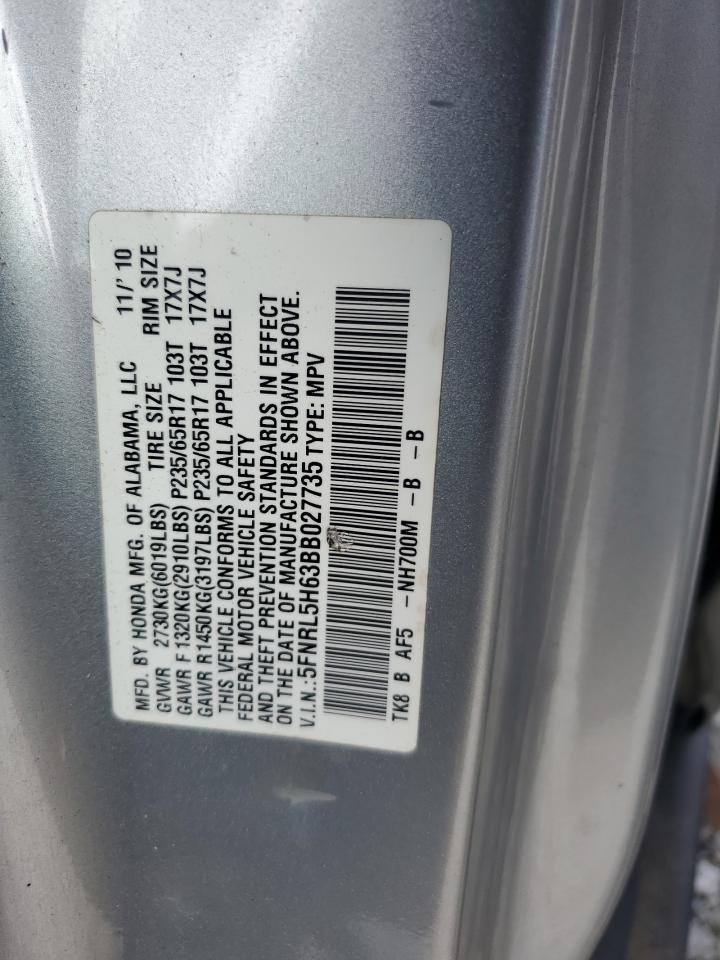 MFD. BY HONDA MFG. OF ALABAMA, LLC 11/'10
GVWR 2730KG(6019LBS) TIRE SIZE RIM SIZE
GAWR F 1320KG(2910LBS) P235/65R17 103T 17X7J
GAWR R 1450KG(3197LBS) P235/65R17 103T 17X7J
THIS VEHICLE CONFORMS TO ALL APPLICABLE
FEDERAL MOTOR VEHICLE SAFETY
AND THEFT PREVENTION STANDARDS IN EFFECT
ON THE DATE OF MANUFACTURE SHOWN ABOVE.
V.I.N.:5FNRL5H63BB027735 TYPE: MPV
TK8 B AF5 -NH700M -B -B